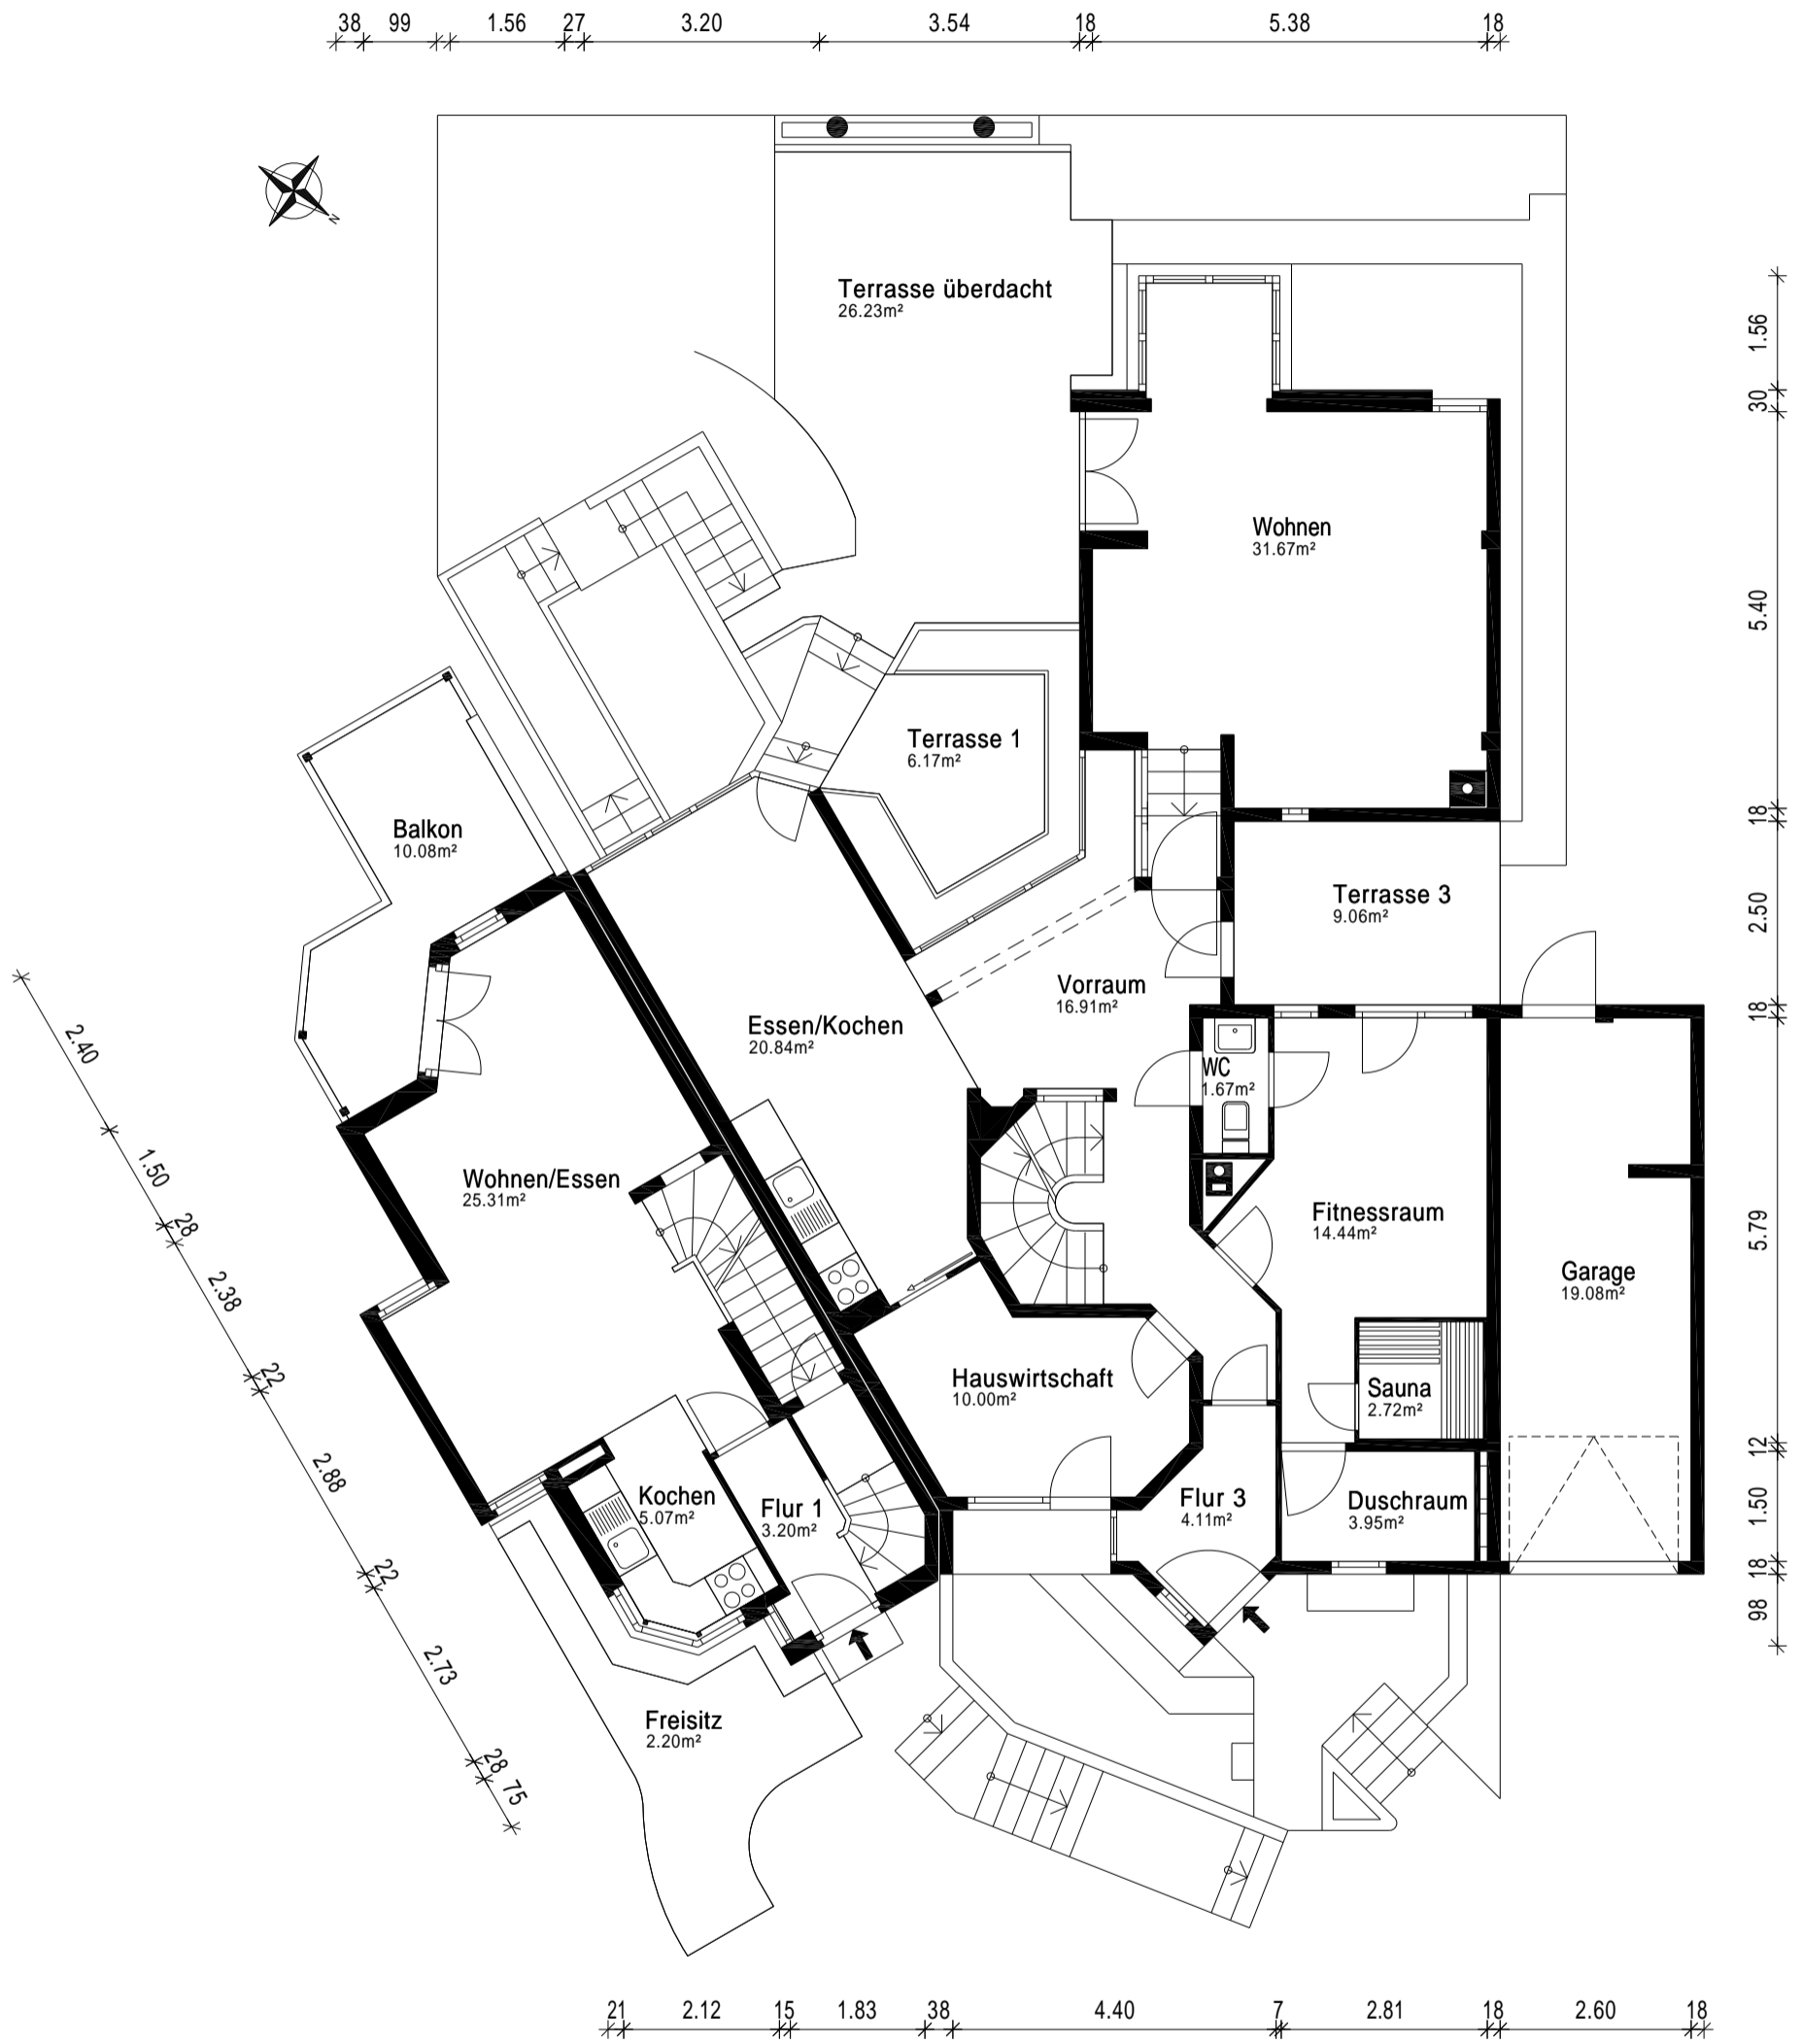 38 99 1.56 27 3.20 3.54 18 5.38 18
N
Terrasse überdacht
26.23m²
1.56
30
Wohnen
31.67m²
5.40
Terrasse 1
6.17m²
Balkon
10.08m²
18
Terrasse 3
9.06m²
2.50
Vorraum
16.91m²
18
Essen/Kochen
20.84m²
2.40
WC
1.67m²
1.50
Wohnen/Essen
25.31m²
28
Fitnessraum
14.44m²
5.79
2.38
Garage
19.08m²
22
Hauswirtschaft
10.00m²
Sauna
2.72m²
12
2.88
Kochen
5.07m²
Flur 1
3.20m²
Flur 3
4.11m²
Duschraum
3.95m²
1.50
22
18
98
2.73
Freisitz
2.20m²
28
75
21 2.12 15 1.83 38 4.40 7 2.81 18 2.60 18